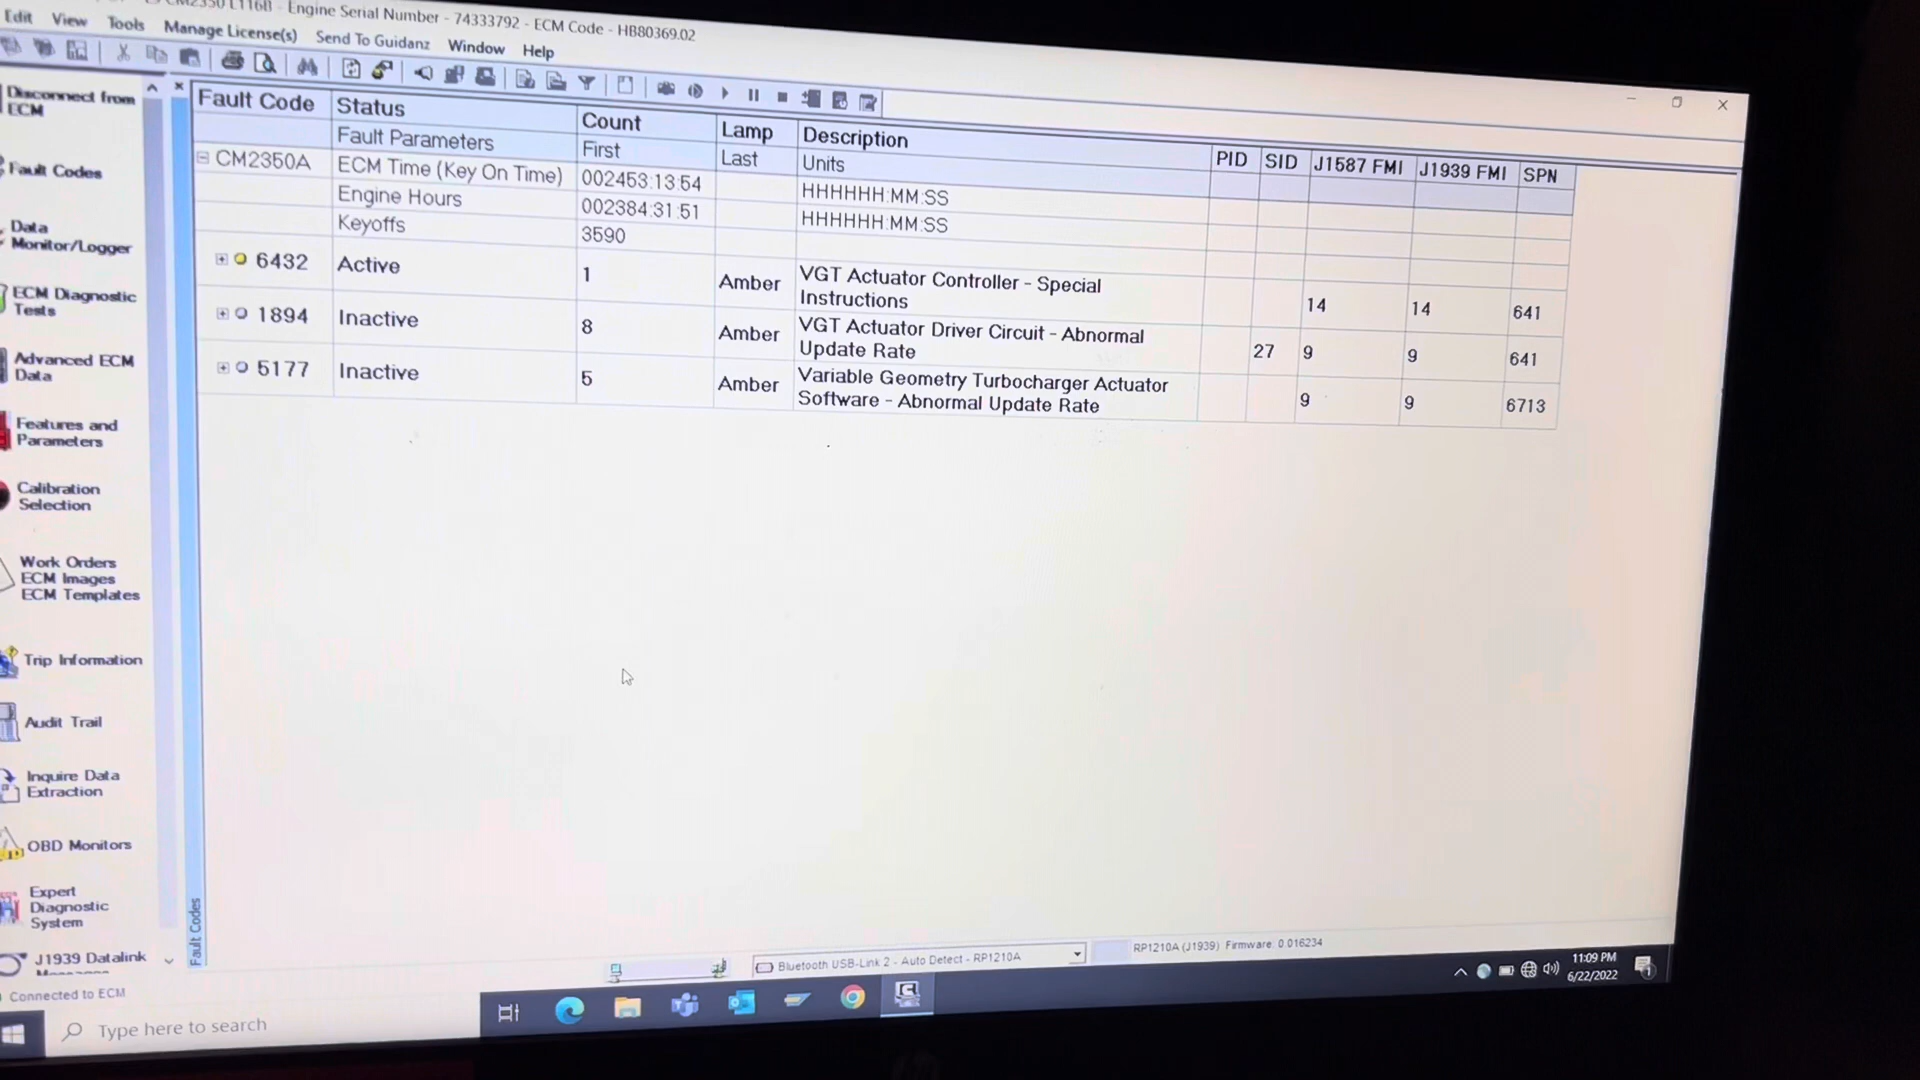 CM2350 L116B - Engine Serial Number - 74333792 - ECM Code - HB80369.02
Edit View Tools Manage License(s) Send To Guidanz Window Help
Disconnect from
ECM
Fault Codes
Data
Monitor/Logger
ECM Diagnostic
Tests
Advanced ECM
Data
Features and
Parameters
Calibration
Selection
Work Orders
ECM Images
ECM Templates
Trip Information
Audit Trail
Inquire Data
Extraction
OBD Monitors
Expert
Diagnostic
System
J1939 Datalink
Fault Codes
Fault Code Status Count Lamp Description PID SID J1587 FMI J1939 FMI SPN
Fault Parameters First Last Units
CM2350A ECM Time (Key On Time) 002453:13:54 HHHHHH:MM:SS
Engine Hours 002384:31:51 HHHHHH:MM:SS
Keyoffs 3590
6432 Active 1 Amber VGT Actuator Controller - Special
Instructions 14 14 641
1894 Inactive 8 Amber VGT Actuator Driver Circuit - Abnormal
Update Rate 27 9 9 641
5177 Inactive 5 Amber Variable Geometry Turbocharger Actuator
Software - Abnormal Update Rate 9 9 6713
Connected to ECM
Bluetooth USB-Link 2 - Auto Detect - RP1210A
RP1210A (J1939) Firmware: 0.016234
Type here to search
11:09 PM
6/22/2022
1